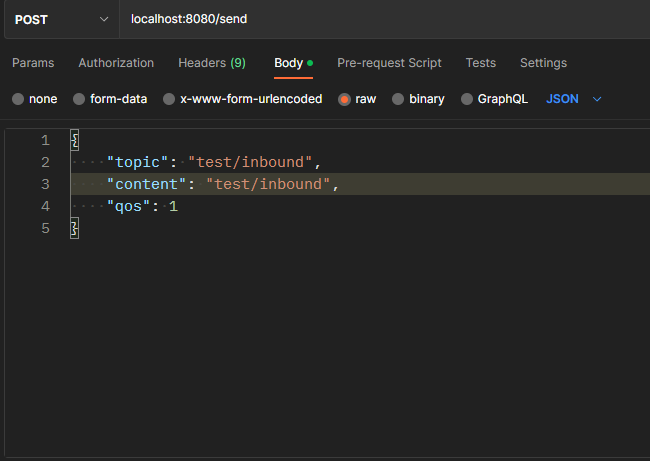 POST localhost:8080/send
Params Authorization Headers (9) Body Pre-request Script Tests Settings
none form-data x-www-form-urlencoded raw binary GraphQL JSON
1 {
2 "topic": "test/inbound",
3 "content": "test/inbound",
4 "qos": 1
5 }